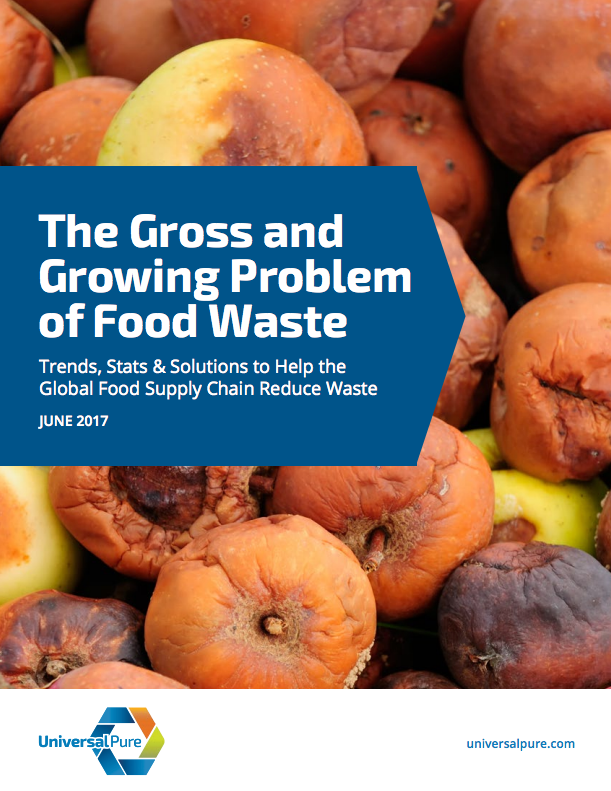 The Gross and
Growing Problem
of Food Waste
Trends, Stats & Solutions to Help the
Global Food Supply Chain Reduce Waste
JUNE 2017
UniversalPure
universalpure.com